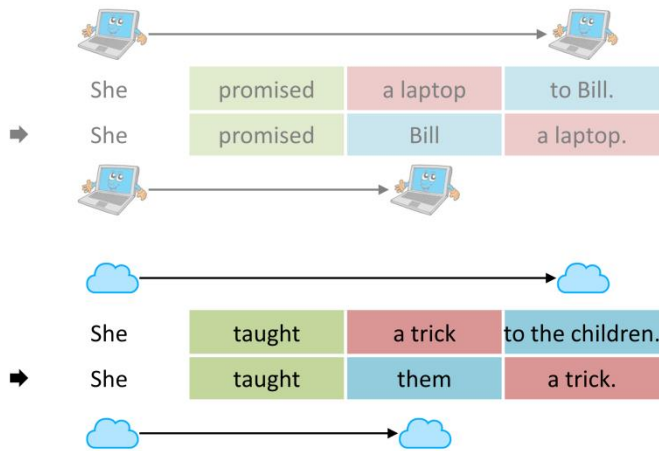 She promised a laptop to Bill.
She promised Bill a laptop.
She taught a trick to the children.
She taught them a trick.